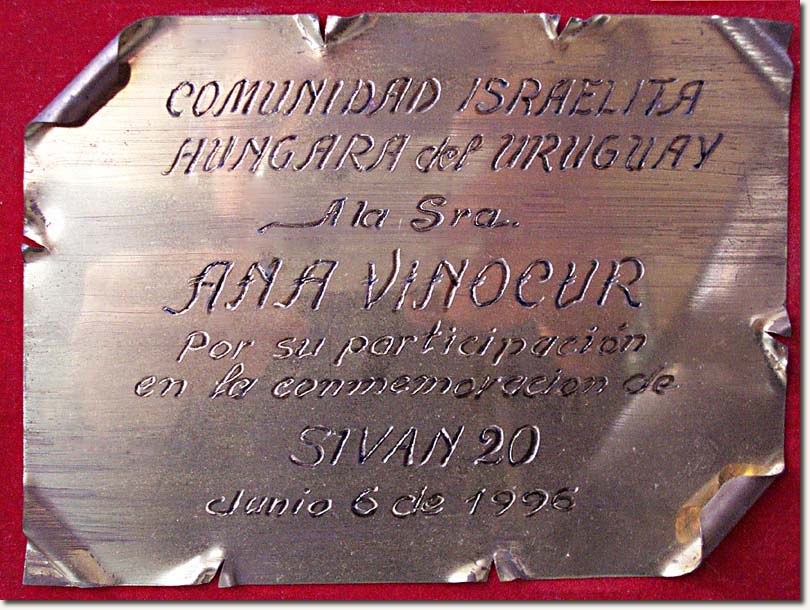 COMUNIDAD ISRAELITA
HUNGARA del URUGUAY
A la Sra.
ANA VINOCUR
Por su participación
en la conmemoracion de
SIVAN 20
Junio 6 de 1996